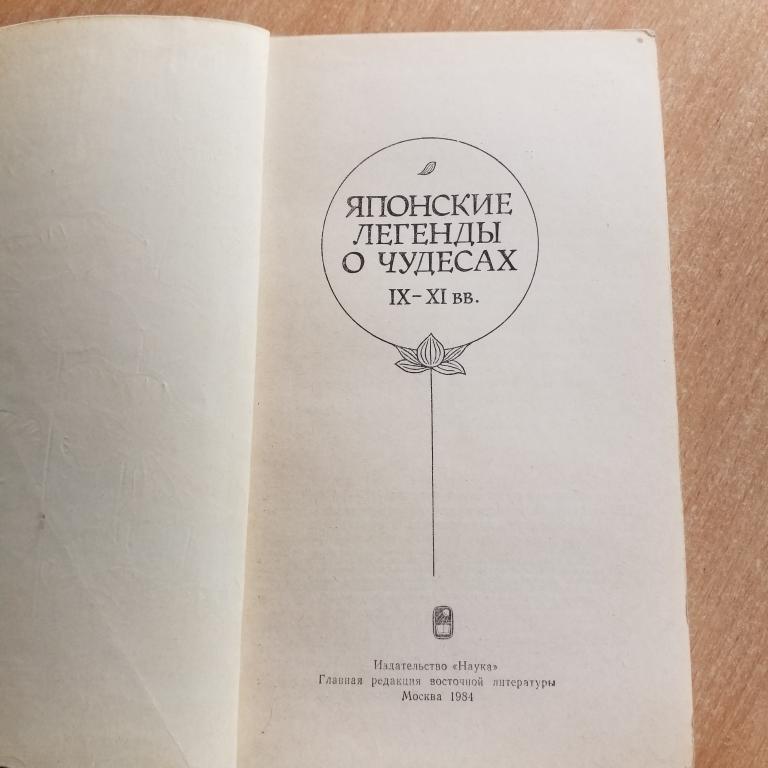 ЯПОНСКИЕ
ЛЕГЕНДЫ
О ЧУДЕСАХ
IX–XI вв.
Издательство «Наука»
Главная редакция восточной литературы
Москва 1984